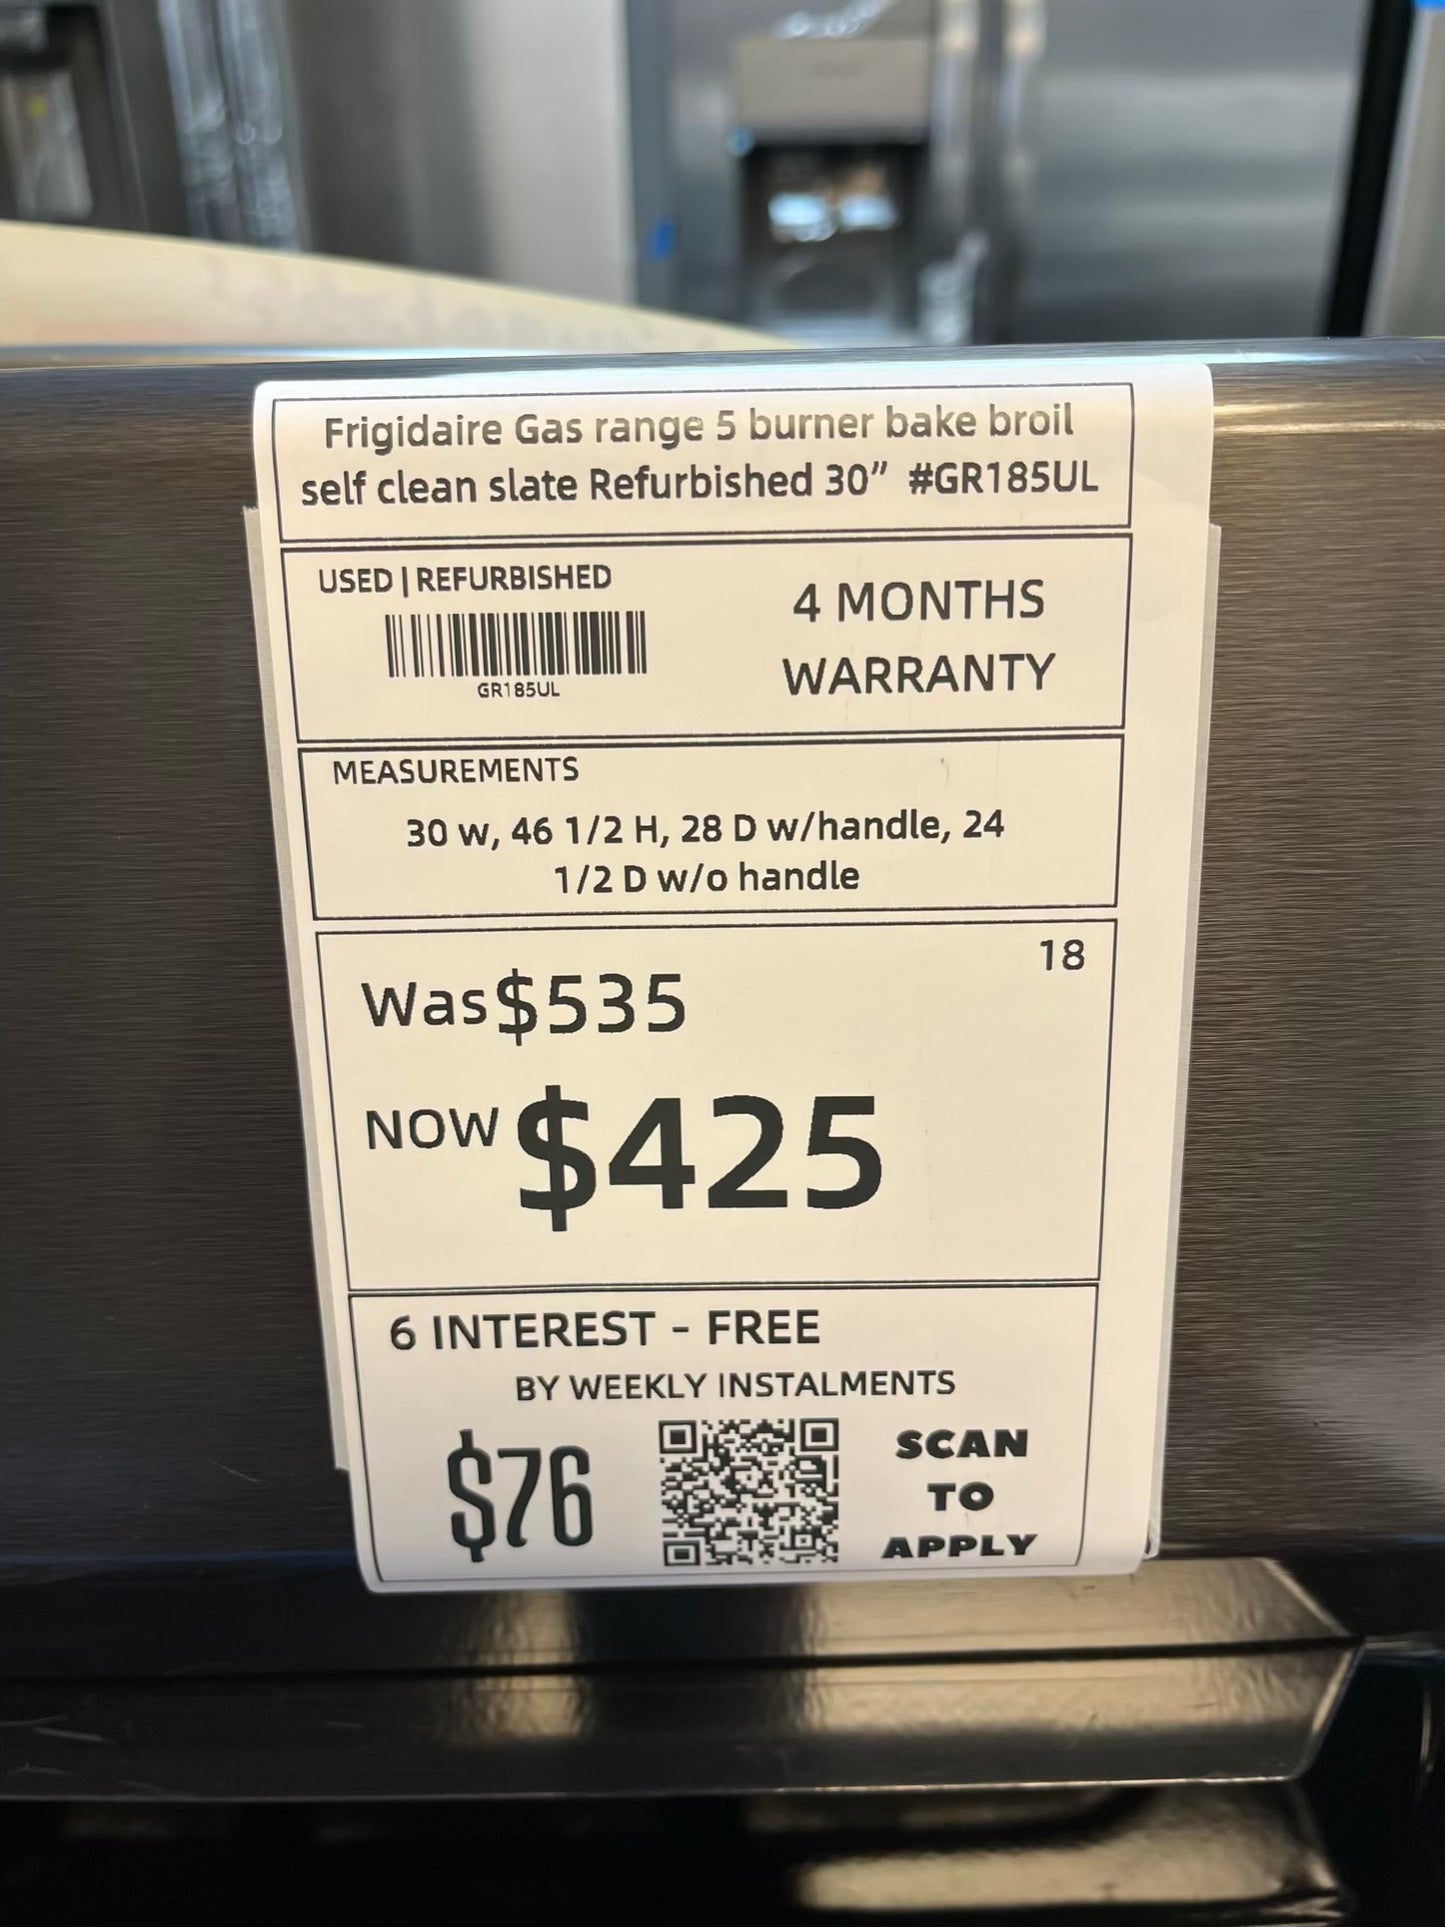 Frigidaire Gas range 5 burner bake broil
self clean slate Refurbished 30” #GR185UL
USED | REFURBISHED
GR185UL
4 MONTHS
WARRANTY
MEASUREMENTS
30 w, 46 1/2 H, 28 D w/handle, 24
1/2 D w/o handle
18
Was $535
NOW $425
6 INTEREST - FREE
BY WEEKLY INSTALMENTS
$76
SCAN
TO
APPLY